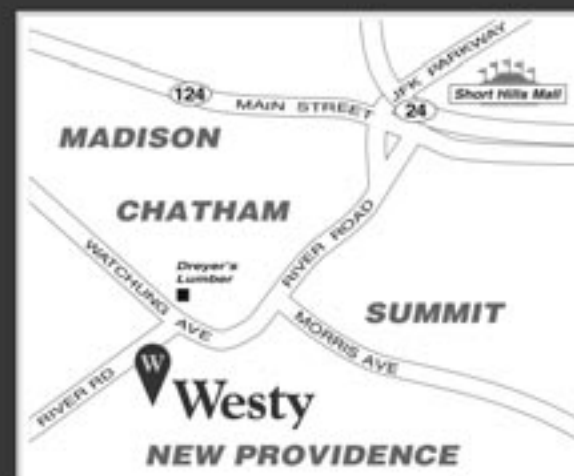 JFK PARKWAY
Short Hills Mall
124
MAIN STREET
24
MADISON
CHATHAM
RIVER ROAD
WATCHUNG AVE
Dreyer's
Lumber
SUMMIT
MORRIS AVE
RIVER RD
W
Westy
NEW PROVIDENCE